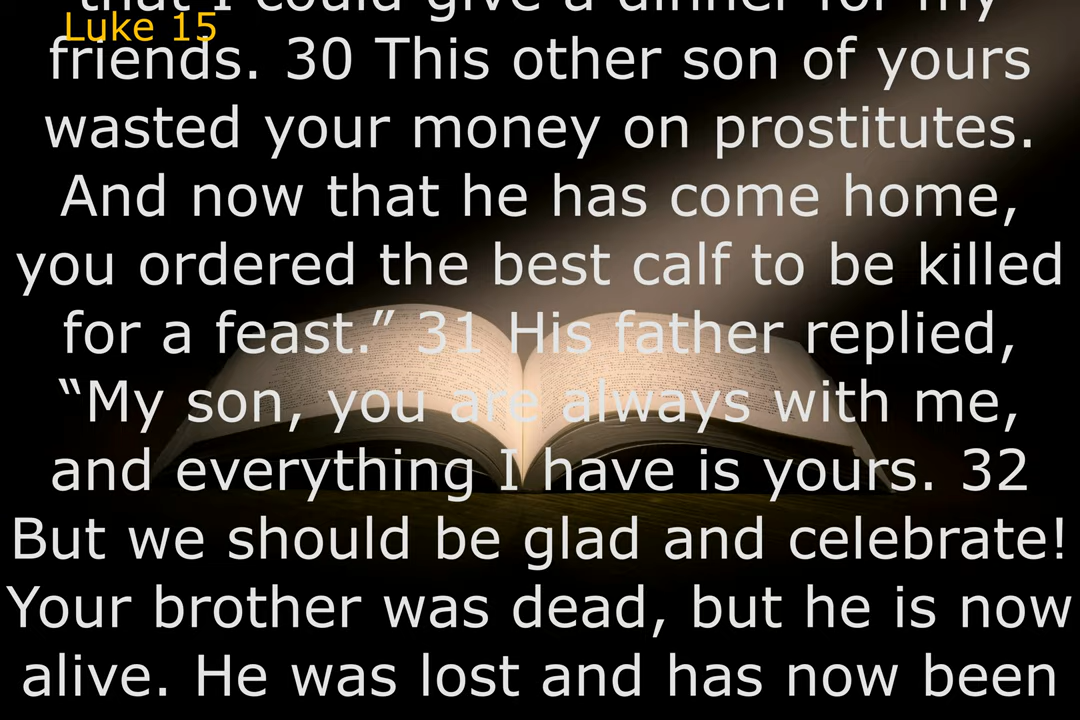 that I could give a dinner for my
Luke 15
friends. 30 This other son of yours
wasted your money on prostitutes.
And now that he has come home,
you ordered the best calf to be killed
for a feast.” 31 His father replied,
“My son, you are always with me,
and everything I have is yours. 32
But we should be glad and celebrate!
Your brother was dead, but he is now
alive. He was lost and has now been